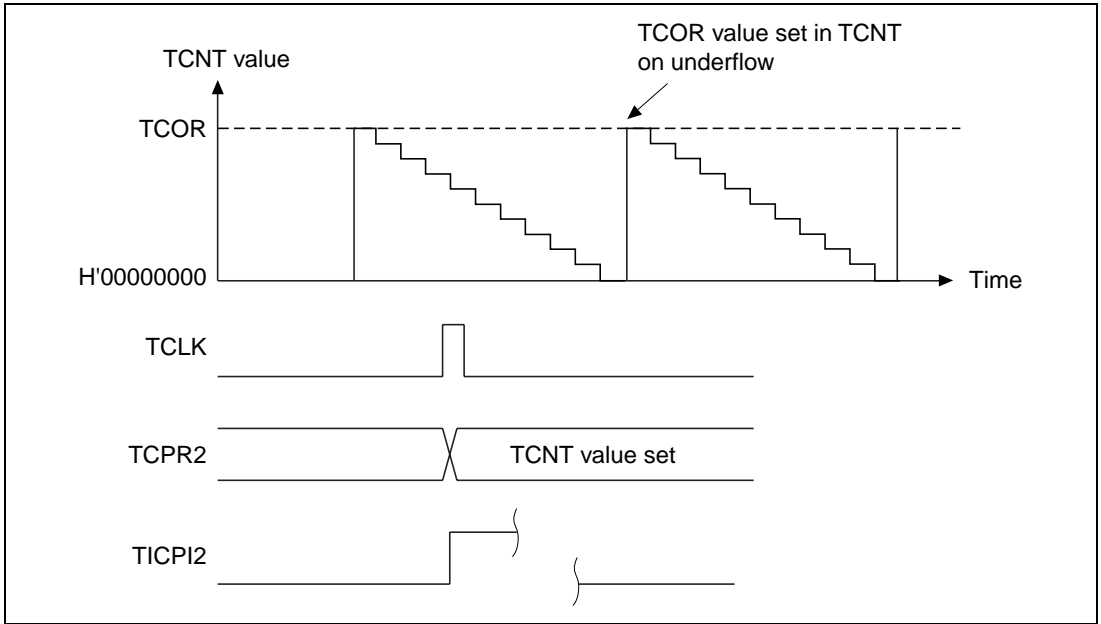 TCOR value set in TCNT
on underflow
TCNT value
TCOR
H'00000000
Time
TCLK
TCPR2
TCNT value set
TICPI2